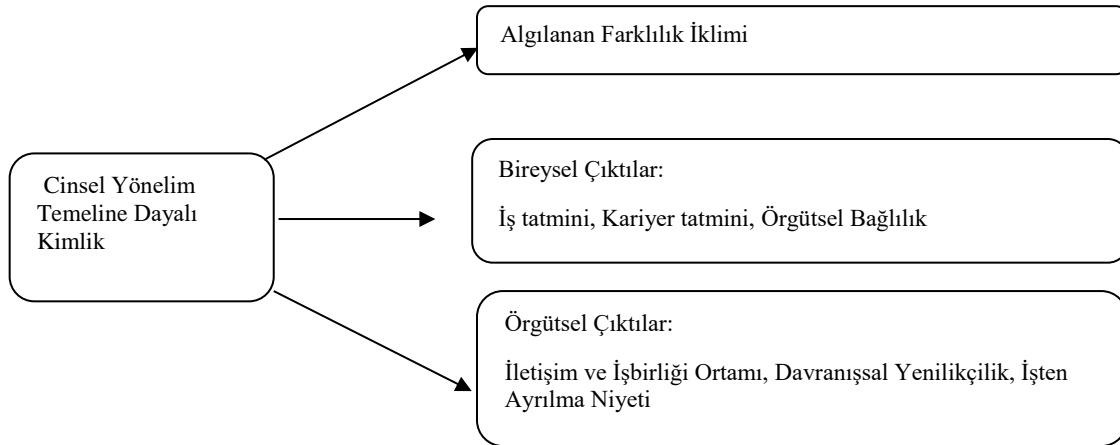 Algılanan Farklılık İklimi
Cinsel Yönelim
Temeline Dayalı
Kimlik
Bireysel Çıktılar:
İş tatmini, Kariyer tatmini, Örgütsel Bağlılık
Örgütsel Çıktılar:
İletişim ve İşbirliği Ortamı, Davranışsal Yenilikçilik, İşten
Ayrılma Niyeti